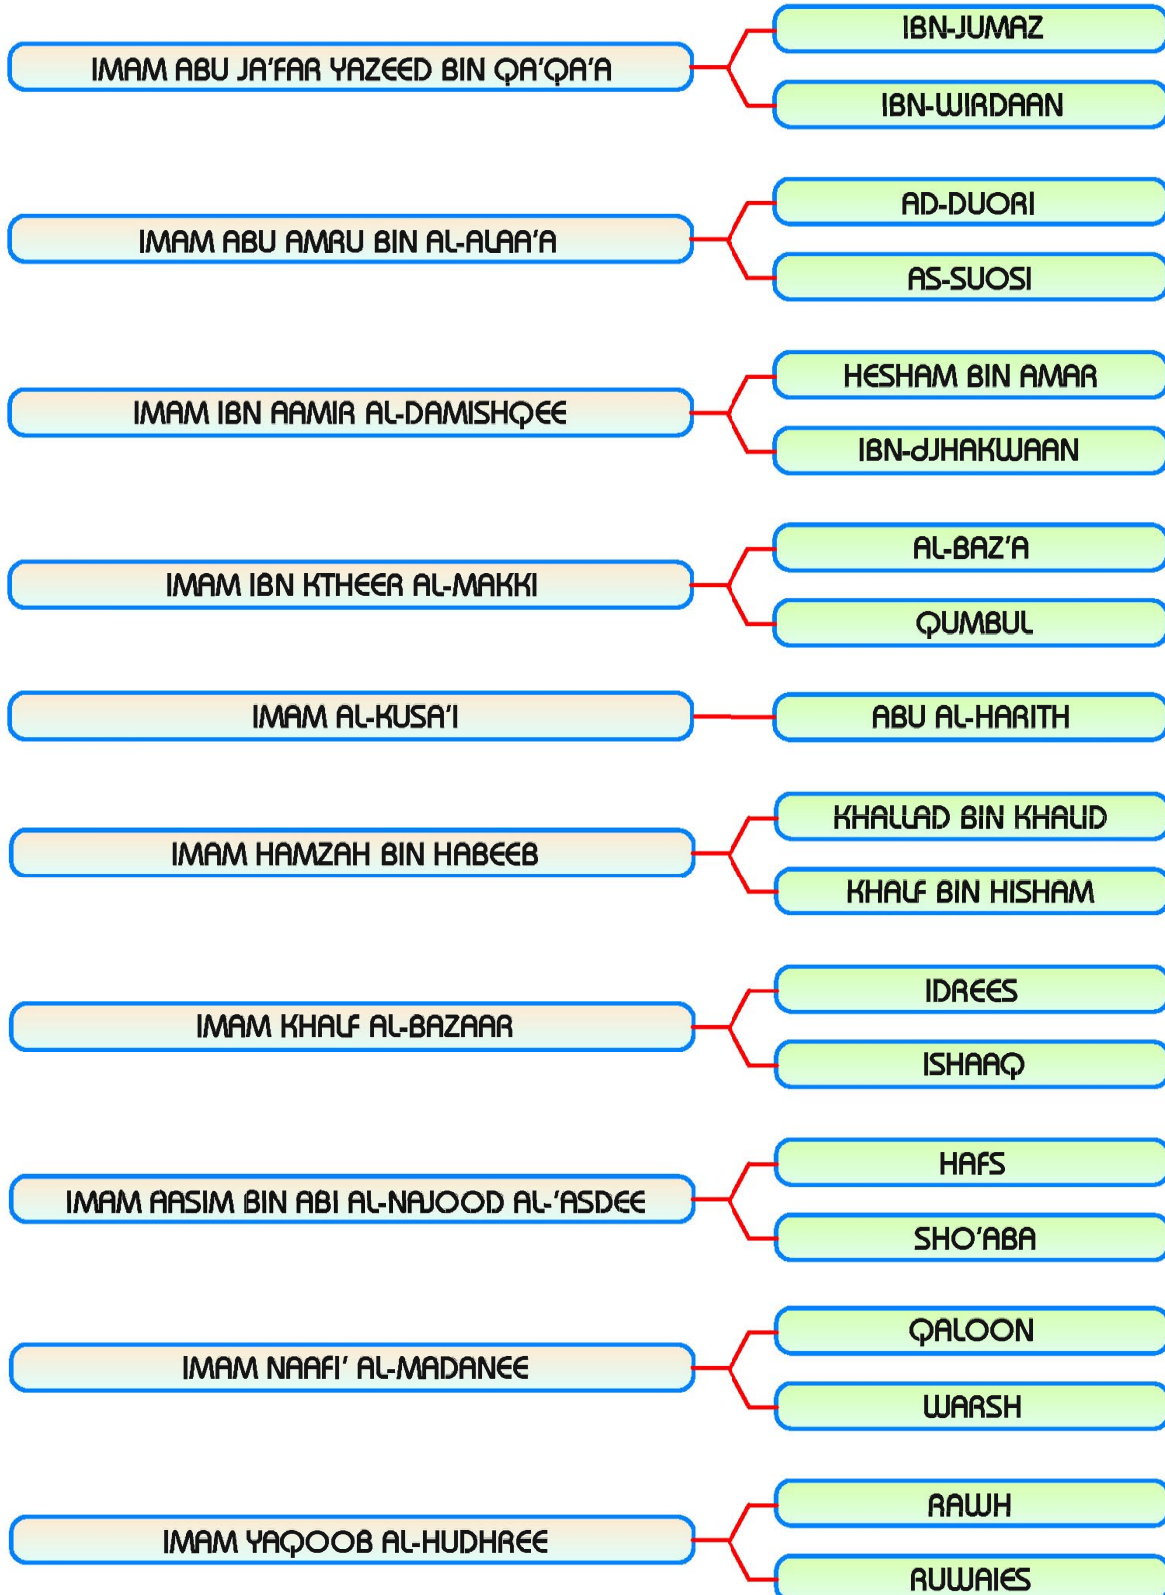 IMAM ABU JA'FAR YAZEED BIN QA'QA'A
IBN-JUMAZ
IBN-WIRDAAN
IMAM ABU AMRU BIN AL-ALAA'A
AD-DUORI
AS-SUOSI
IMAM IBN AAMIR AL-DAMISHQEE
HESHAM BIN AMAR
IBN-dJHAKWAAN
IMAM IBN KTHEER AL-MAKKI
AL-BAZ'A
QUMBUL
IMAM AL-KUSA'I
ABU AL-HARITH
IMAM HAMZAH BIN HABEEB
KHALLAD BIN KHALID
KHALF BIN HISHAM
IMAM KHALF AL-BAZAAR
IDREES
ISHAAQ
IMAM AASIM BIN ABI AL-NAJOOD AL-'ASDEE
HAFS
SHO'ABA
IMAM NAAFI' AL-MADANEE
QALOON
WARSH
IMAM YAQOOB AL-HUDHREE
RAWH
RUWAIES